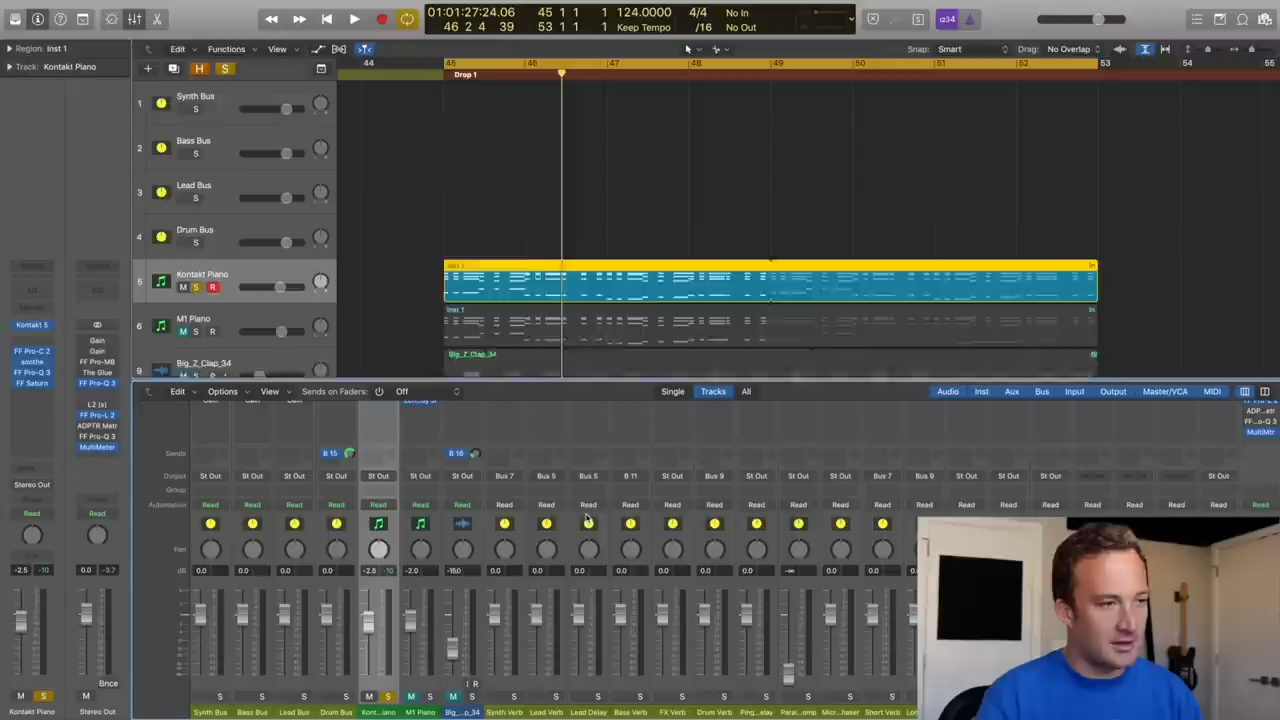 01:01:27:24.06 45 1 1 1 124.0000 4/4 No In
46 2 4 39 53 1 1 1 Keep Tempo /16 No Out
1234
Region: Inst 1
Track: Kontakt Piano
Edit Functions View Snap: Smart Drag: No Overlap
H S
44 45 46 47 48 49 50 51 52 53 54 55
Drop 1
1 Synth Bus
S
2 Bass Bus
S
3 Lead Bus
S
4 Drum Bus
S
5 Kontakt Piano
M S R
6 M1 Piano
M S R
Inst 1
9 Big_Z_Clap_34
Big_Z_Clap_34
Edit Options View Sends on Faders: Off Single Tracks All Audio Inst Aux Bus Input Output Master/VCA MIDI
Kontakt 5
FF Pro-C 2
soothe
FF Pro-Q 3
FF Saturn
Gain
Gain
FF Pro-MB
The Glue
FF Pro-Q 3
L2 (s)
FF Pro-L 2
ADPTR Metr
FF Pro-Q 3
MultiMeter
MultiMtr
Stereo Out
Read Read
Sends B 15 B 16
Output St Out St Out St Out St Out St Out St Out St Out Bus 7 Bus 5 Bus 5 B 11 St Out Bus 9 St Out St Out St Out Bus 7 Bus 9 St Out St Out St Out St Out
Group
Automation Read Read Read Read Read Read Read Read Read Read Read Read Read Read Read Read Read Read Read Read Read Read Read Read Read
Pan
dB 0.0 0.0 0.0 0.0 -2.5 -10 -2.0 -15.0 0.0 0.0 0.0 0.0 0.0 0.0 0.0 -∞ 0.0 0.0
-2.5 -10 0.0 -3.7
Bnce
I R
M S M
S S S S M S M S M S S S S S S S S S S S
Kontakt Piano Stereo Out
Synth Bus Bass Bus Lead Bus Drum Bus Kont...iano M1 Piano Big_...p_34 Synth Verb Lead Verb Lead Delay Bass Verb FX Verb Drum Verb Ping...elay Paral...omp Micr...haser Short Verb